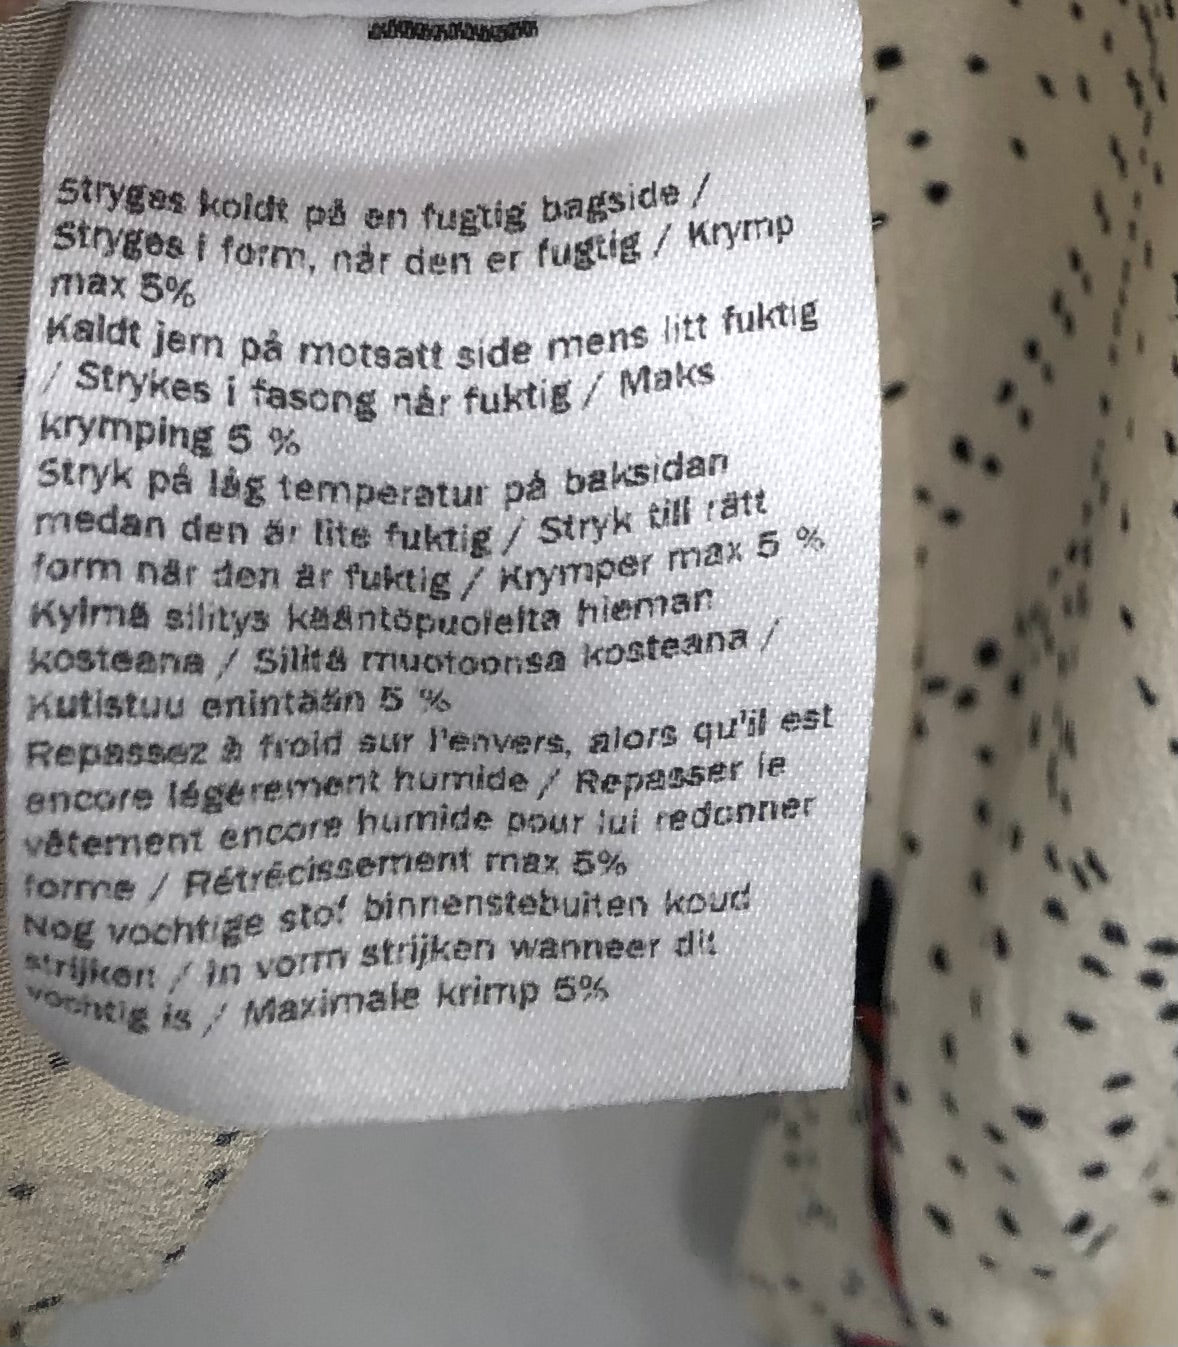 Stryges koldt på en fugtig bagside /
Stryges i form, når den er fugtig / Krymp
max 5%
Kaldt jern på motsatt side mens litt fuktig
/ Strykes i fasong når fuktig / Maks
krymping 5 %
Stryk på låg temperatur på baksidan
medan den är lite fuktig / Stryk till rätt
form när den är fuktig / Krymper max 5 %
Kylmä silitys kääntöpuolelta hieman
kosteana / Silitä muotoonsa kosteana /
Kutistuu enintään 5 %
Repassez à froid sur l'envers, alors qu'il est
encore légèrement humide / Repasser le
vêtement encore humide pour lui redonner
forme / Rétrécissement max 5%
Nog vochtige stof binnenstebuiten koud
strijken / in vorm strijken wanneer dit
vochtig is / Maximale krimp 5%